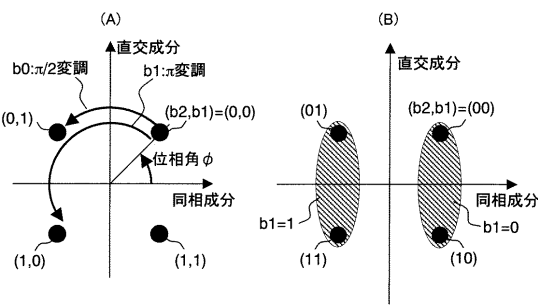 (A)
直交成分
b0:π/2変調
b1:π変調
(0,1)
(b2,b1)=(0,0)
位相角φ
同相成分
(1,0)
(1,1)
(B)
直交成分
(01)
(b2,b1)=(00)
同相成分
b1=1
b1=0
(11)
(10)